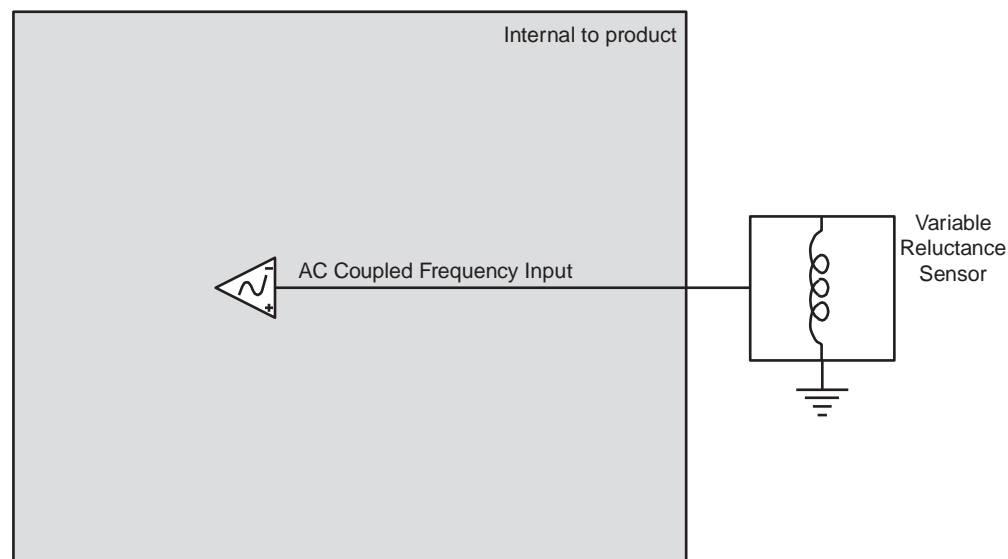 Internal to product
AC Coupled Frequency Input
Variable
Reluctance
Sensor